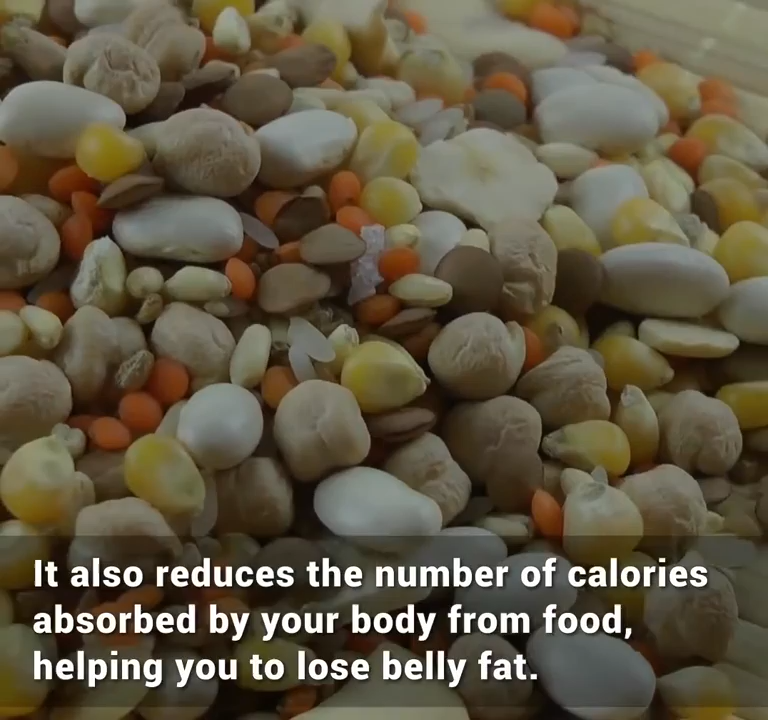 It also reduces the number of calories
absorbed by your body from food,
helping you to lose belly fat.